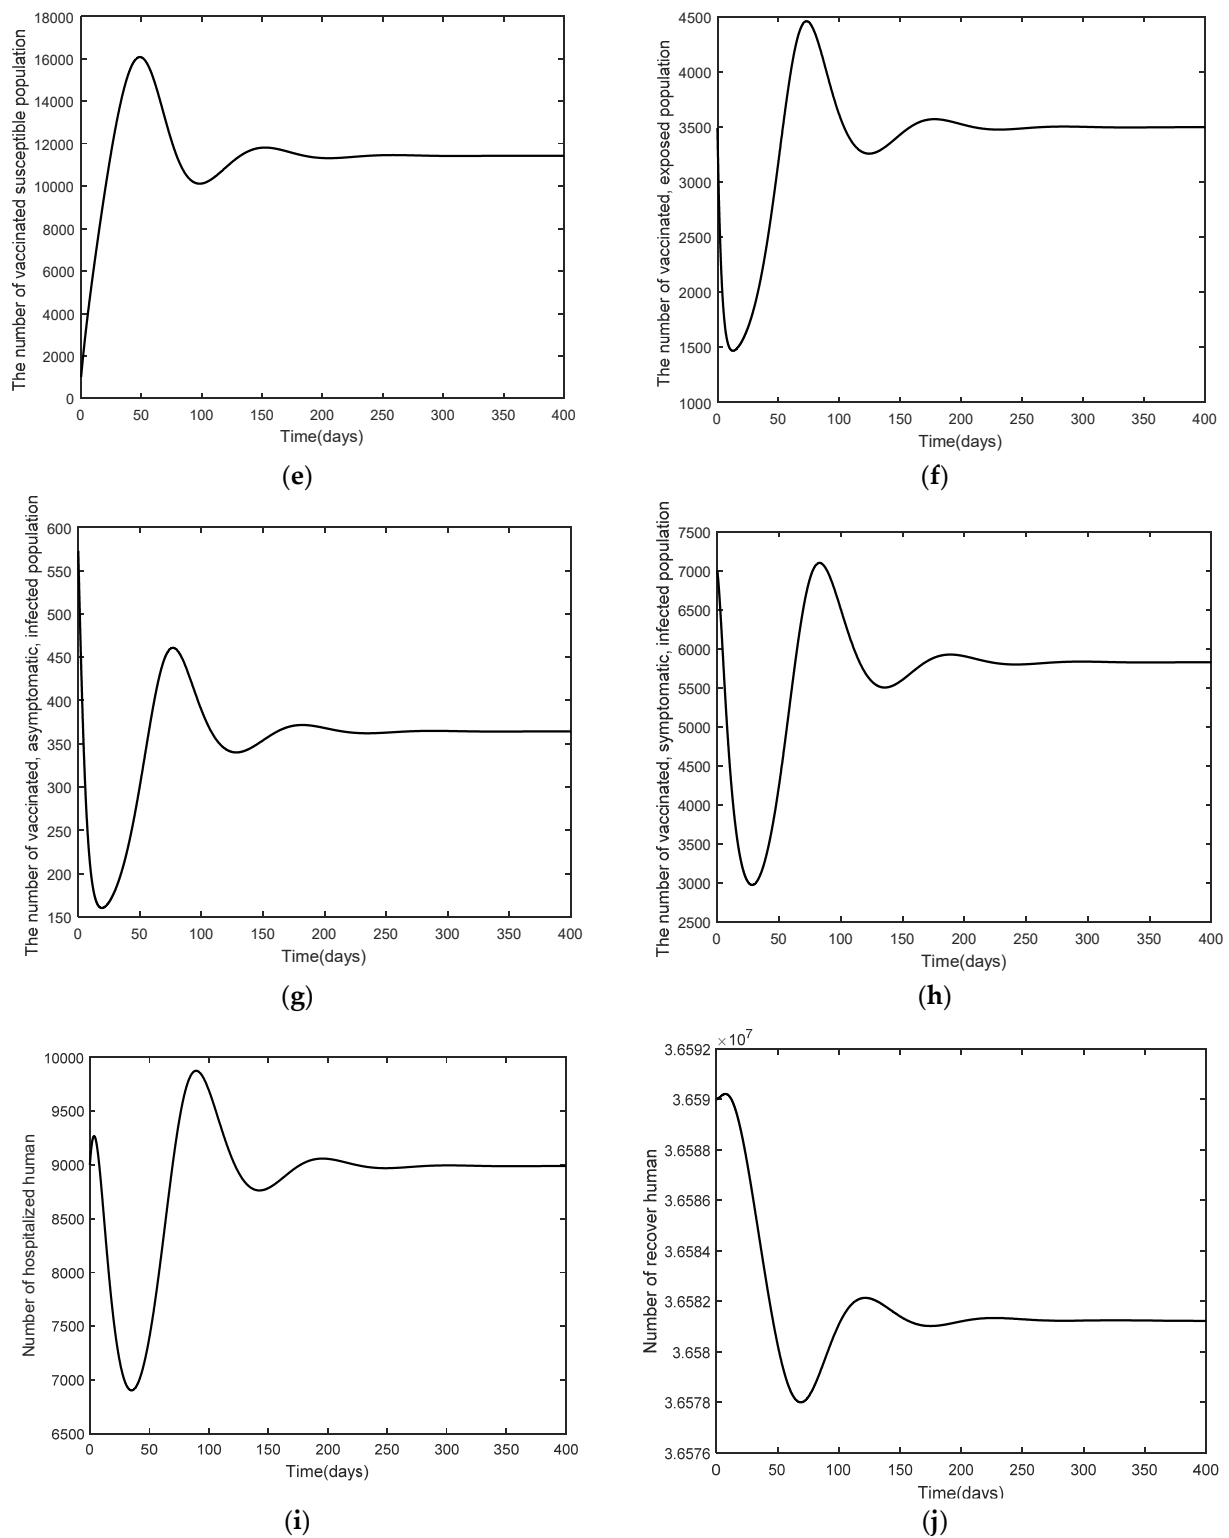 The number of vaccinated susceptible population
18000
16000
14000
12000
10000
8000
6000
4000
2000
0
0 50 100 150 200 250 300 350 400
Time(days)
(e)
The number of vaccinated, exposed population
4500
4000
3500
3000
2500
2000
1500
1000
0 50 100 150 200 250 300 350 400
Time(days)
(f)
The number of vaccinated, asymptomatic, infected population
600
550
500
450
400
350
300
250
200
150
0 50 100 150 200 250 300 350 400
Time(days)
(g)
The number of vaccinated, symptomatic, infected population
7500
7000
6500
6000
5500
5000
4500
4000
3500
3000
2500
0 50 100 150 200 250 300 350 400
Time(days)
(h)
Number of hospitalized human
10000
9500
9000
8500
8000
7500
7000
6500
0 50 100 150 200 250 300 350 400
Time(days)
(i)
Number of recover human
×10^7
3.6592
3.659
3.6588
3.6586
3.6584
3.6582
3.658
3.6578
3.6576
0 50 100 150 200 250 300 350 400
Time(days)
(j)